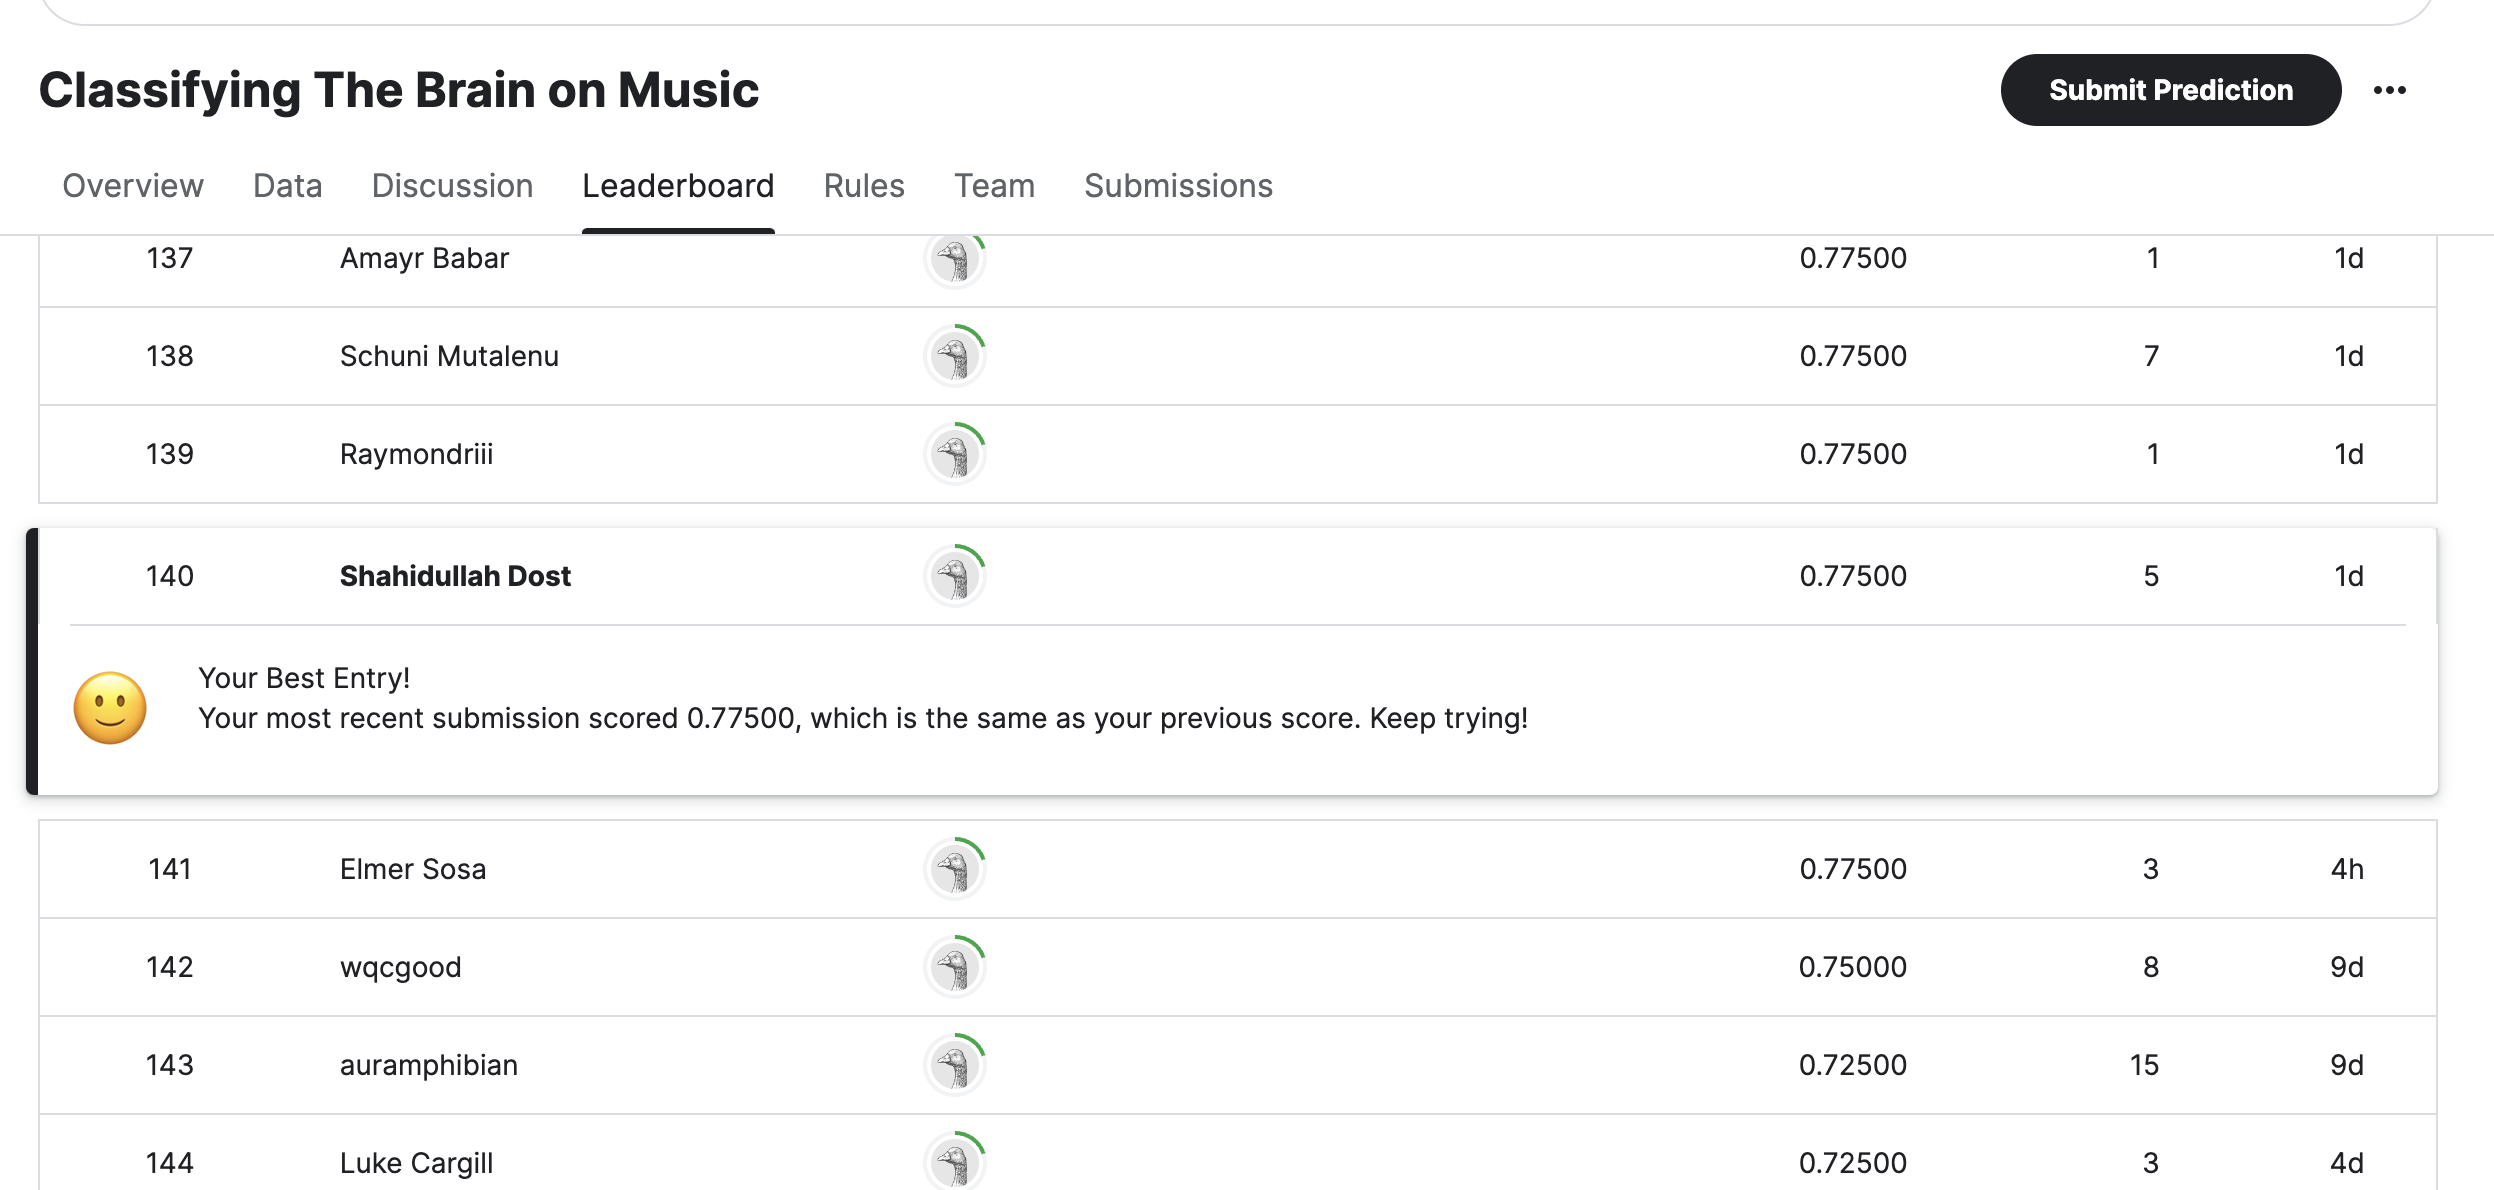 Classifying The Brain on Music
Submit Prediction
Overview Data Discussion Leaderboard Rules Team Submissions
137 Amayr Babar 0.77500 1 1d
138 Schuni Mutalenu 0.77500 7 1d
139 Raymondriii 0.77500 1 1d
140 Shahidullah Dost 0.77500 5 1d
Your Best Entry!
Your most recent submission scored 0.77500, which is the same as your previous score. Keep trying!
141 Elmer Sosa 0.77500 3 4h
142 wqcgood 0.75000 8 9d
143 auramphibian 0.72500 15 9d
144 Luke Cargill 0.72500 3 4d